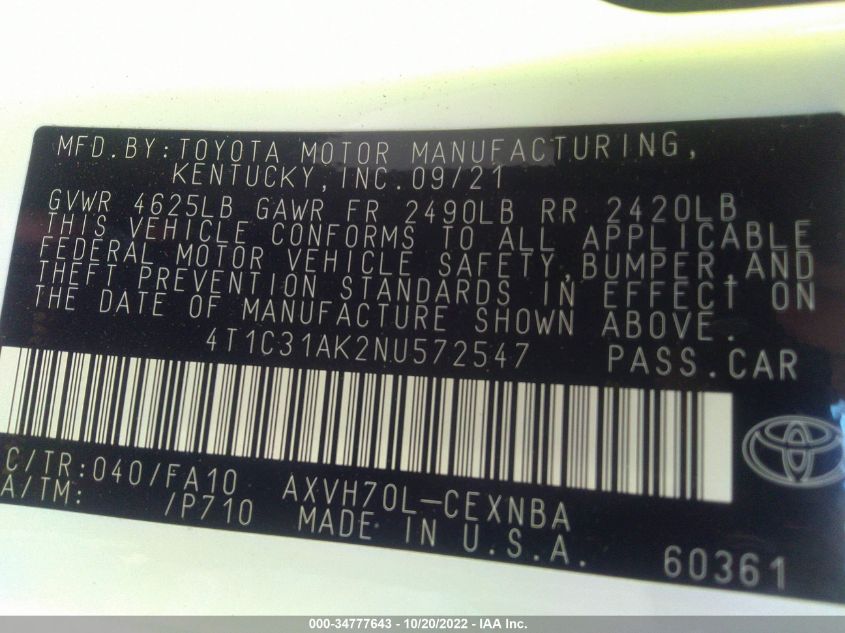 MFD.BY:TOYOTA MOTOR MANUFACTURING,
KENTUCKY,INC.09/21
GVWR 4625LB GAWR FR 2490LB RR 2420LB
THIS VEHICLE CONFORMS TO ALL APPLICABLE
FEDERAL MOTOR VEHICLE SAFETY,BUMPER,AND
THEFT PREVENTION STANDARDS IN EFFECT ON
THE DATE OF MANUFACTURE SHOWN ABOVE.
4T1C31AK2NU572547 PASS.CAR
C/TR:040/FA10 AXVH70L-CEXNBA
A/TM: /P710 MADE IN U.S.A.
60361
000-34777643 - 10/20/2022 - IAA Inc.